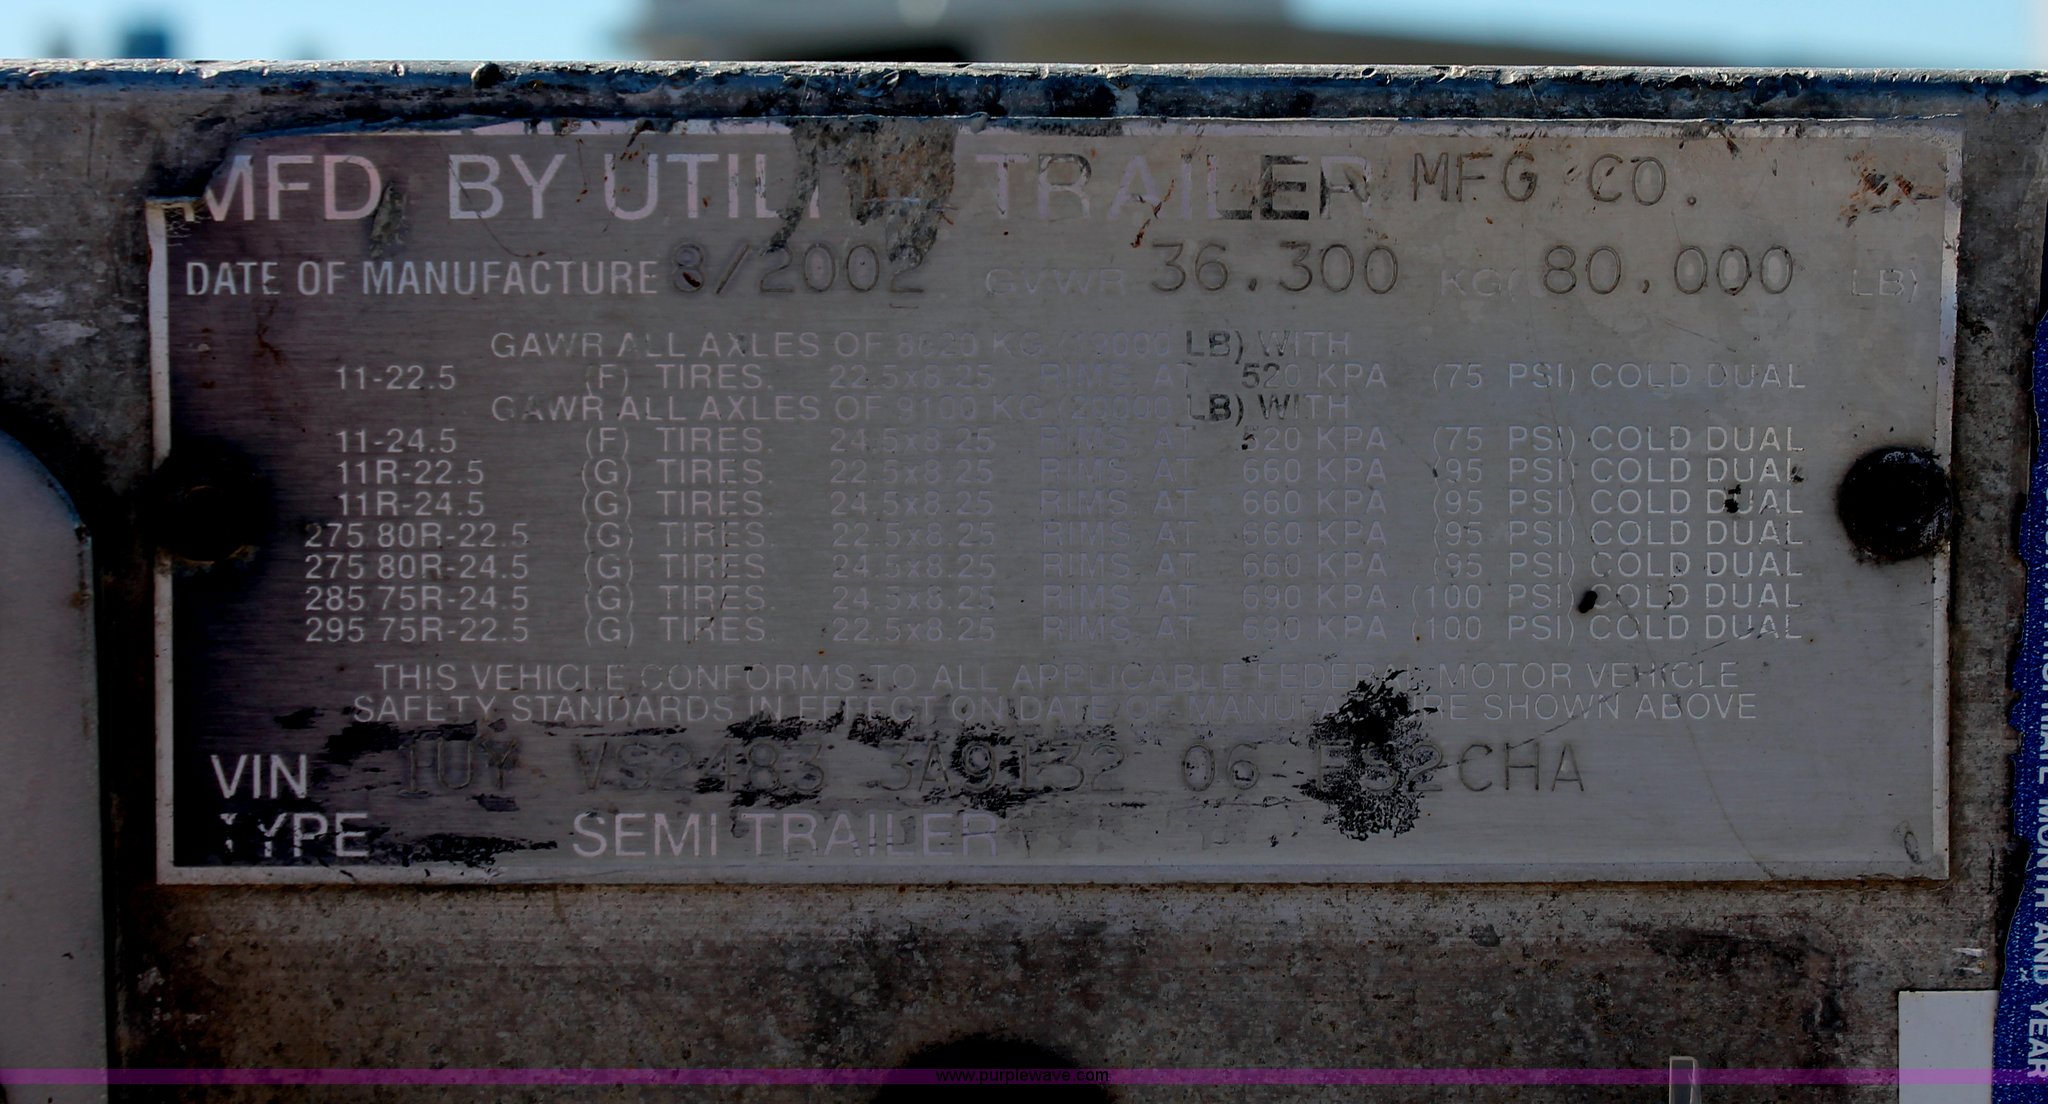 MFD BY UTILITY TRAILER MFG CO.
DATE OF MANUFACTURE 8/2002 GVWR 36.300 KG( 80,000 LB)
GAWR ALL AXLES OF 8620 KG (19000 LB) WITH
11-22.5 (F) TIRES. 22.5x8.25 RIMS, AT 520 KPA (75 PSI) COLD DUAL
GAWR ALL AXLES OF 9100 KG (20000 LB) WITH
11-24.5 (F) TIRES. 24.5x8.25 RIMS, AT 520 KPA (75 PSI) COLD DUAL
11R-22.5 (G) TIRES. 22.5x8.25 RIMS, AT 660 KPA (95 PSI) COLD DUAL
11R-24.5 (G) TIRES. 24.5x8.25 RIMS, AT 660 KPA (95 PSI) COLD DUAL
275 80R-22.5 (G) TIRES. 22.5x8.25 RIMS, AT 660 KPA (95 PSI) COLD DUAL
275 80R-24.5 (G) TIRES 24.5x8.25 RIMS, AT 660 KPA (95 PSI) COLD DUAL
285 75R-24.5 (G) TIRES. 24.5x8.25 RIMS, AT 690 KPA (100 PSI) COLD DUAL
295 75R-22.5 (G) TIRES. 22.5x8.25 RIMS, AT 690 KPA (100 PSI) COLD DUAL
THIS VEHICLE CONFORMS TO ALL APPLICABLE FEDERAL MOTOR VEHICLE
SAFETY STANDARDS IN EFFECT ON DATE OF MANUFACTURE SHOWN ABOVE
VIN 1UY VS2483 3A9132 06 2CHA
TYPE SEMI TRAILER
MONTH AND YEAR
www.purplewave.com